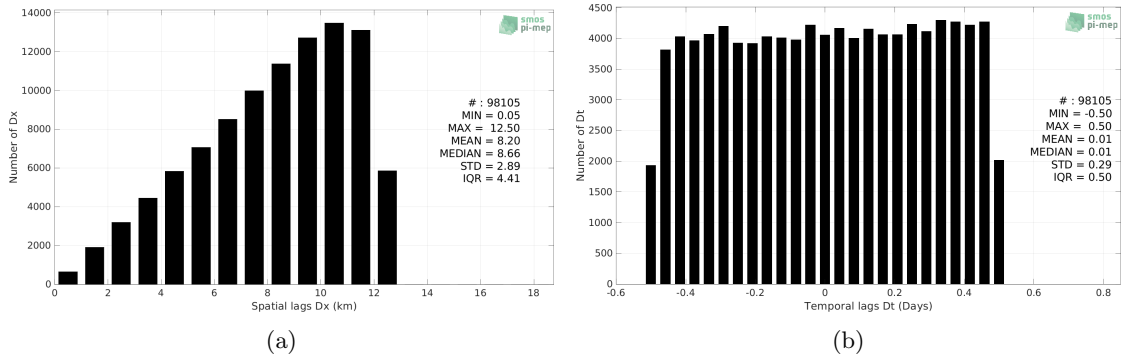 14000
12000
10000
8000
6000
4000
2000
0
Number of Dx
0 2 4 6 8 10 12 14 16 18
Spatial lags Dx (km)
smos
pi-mep
# : 98105
MIN = 0.05
MAX = 12.50
MEAN = 8.20
MEDIAN = 8.66
STD = 2.89
IQR = 4.41
(a)
4500
4000
3500
3000
2500
2000
1500
1000
500
0
Number of Dt
-0.6 -0.4 -0.2 0 0.2 0.4 0.6 0.8
Temporal lags Dt (Days)
smos
pi-mep
# : 98105
MIN = -0.50
MAX = 0.50
MEAN = 0.01
MEDIAN = 0.01
STD = 0.29
IQR = 0.50
(b)